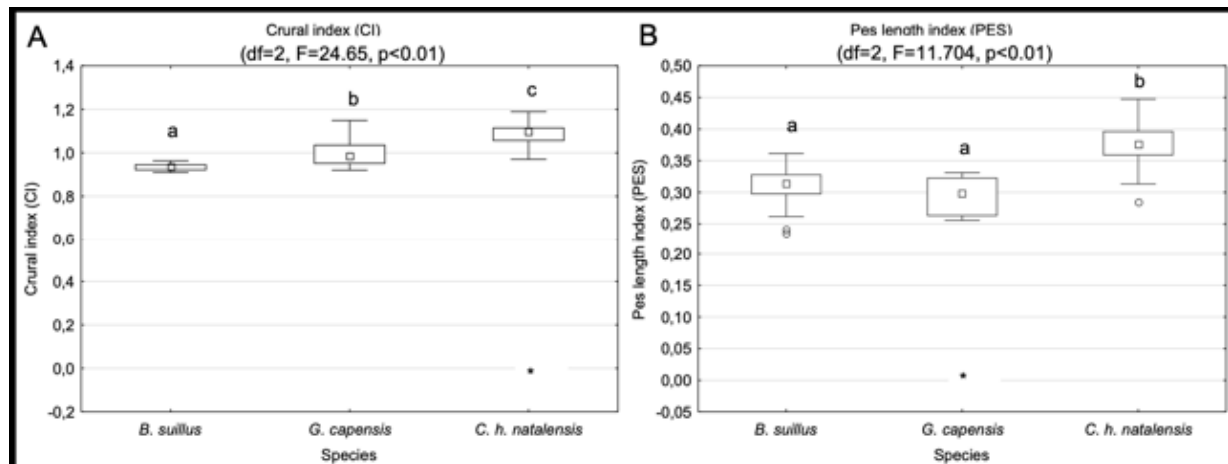 A
Crural index (CI)
(df=2, F=24.65, p<0.01)
1,4
1,2
1,0
0,8
0,6
0,4
0,2
0,0
-0,2
Crural index (CI)
a
b
c
*
B. suillus
G. capensis
C. h. natalensis
Species
B
Pes length index (PES)
(df=2, F=11.704, p<0.01)
0,50
0,45
0,40
0,35
0,30
0,25
0,20
0,15
0,10
0,05
0,00
-0,05
Pes length index (PES)
a
a
b
*
B. suillus
G. capensis
C. h. natalensis
Species